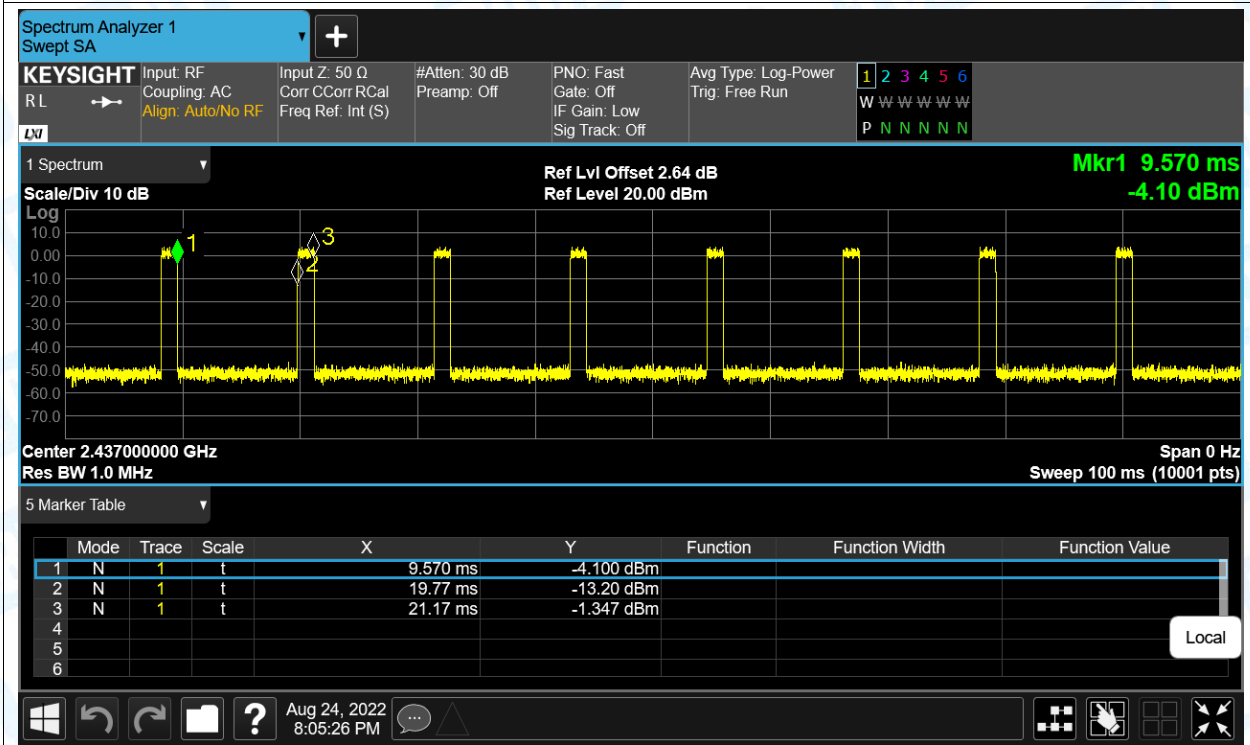 Spectrum Analyzer 1
Swept SA
KEYSIGHT
RL
LXI
Input: RF
Coupling: AC
Align: Auto/No RF
Input Z: 50 Ω
Corr CCorr RCal
Freq Ref: Int (S)
#Atten: 30 dB
Preamp: Off
PNO: Fast
Gate: Off
IF Gain: Low
Sig Track: Off
Avg Type: Log-Power
Trig: Free Run
1 2 3 4 5 6
W W W W W W
P N N N N N
1 Spectrum
Scale/Div 10 dB
Ref Lvl Offset 2.64 dB
Ref Level 20.00 dBm
Mkr1 9.570 ms
-4.10 dBm
Log
10.0
0.00
-10.0
-20.0
-30.0
-40.0
-50.0
-60.0
-70.0
1
2
3
Center 2.437000000 GHz
Res BW 1.0 MHz
Span 0 Hz
Sweep 100 ms (10001 pts)
5 Marker Table
Mode Trace Scale X Y Function Function Width Function Value
1 N 1 t 9.570 ms -4.100 dBm
2 N 1 t 19.77 ms -13.20 dBm
3 N 1 t 21.17 ms -1.347 dBm
4
5
6
Local
?
Aug 24, 2022
8:05:26 PM